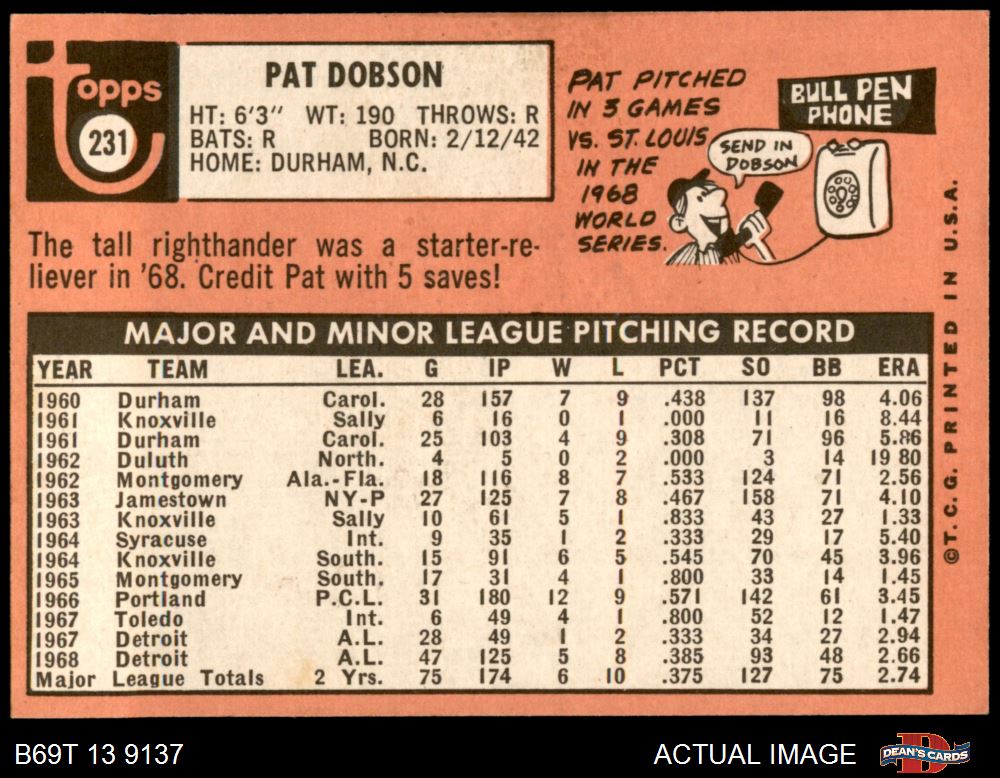 topps
231
PAT DOBSON
HT: 6'3" WT: 190 THROWS: R
BATS: R BORN: 2/12/42
HOME: DURHAM, N.C.
The tall righthander was a starter-re-
liever in '68. Credit Pat with 5 saves!
PAT PITCHED
IN 3 GAMES
VS. ST. LOUIS
IN THE
1968
WORLD
SERIES.
BULL PEN
PHONE
SEND IN
DOBSON
MAJOR AND MINOR LEAGUE PITCHING RECORD
YEAR TEAM LEA. G IP W L PCT SO BB ERA
1960 Durham Carol. 28 157 7 9 .438 137 98 4.06
1961 Knoxville Sally 6 16 0 1 .000 11 16 8.44
1961 Durham Carol. 25 103 4 9 .308 71 96 5.86
1962 Duluth North. 4 5 0 2 .000 3 14 19 80
1962 Montgomery Ala.-Fla. 18 116 8 7 .533 124 71 2.56
1963 Jamestown NY-P 27 125 7 8 .467 158 71 4.10
1963 Knoxville Sally 10 61 5 1 .833 43 27 1.33
1964 Syracuse Int. 9 35 1 2 .333 29 17 5.40
1964 Knoxville South. 15 91 6 5 .545 70 45 3.96
1965 Montgomery South. 17 31 4 1 .800 33 14 1.45
1966 Portland P.C.L. 31 180 12 9 .571 142 61 3.45
1967 Toledo Int. 6 49 4 1 .800 52 12 1.47
1967 Detroit A.L. 28 49 1 2 .333 34 27 2.94
1968 Detroit A.L. 47 125 5 8 .385 93 48 2.66
Major League Totals 2 Yrs. 75 174 6 10 .375 127 75 2.74
©T.C.G. PRINTED IN U.S.A.
B69T 13 9137
ACTUAL IMAGE
DEAN'S CARDS